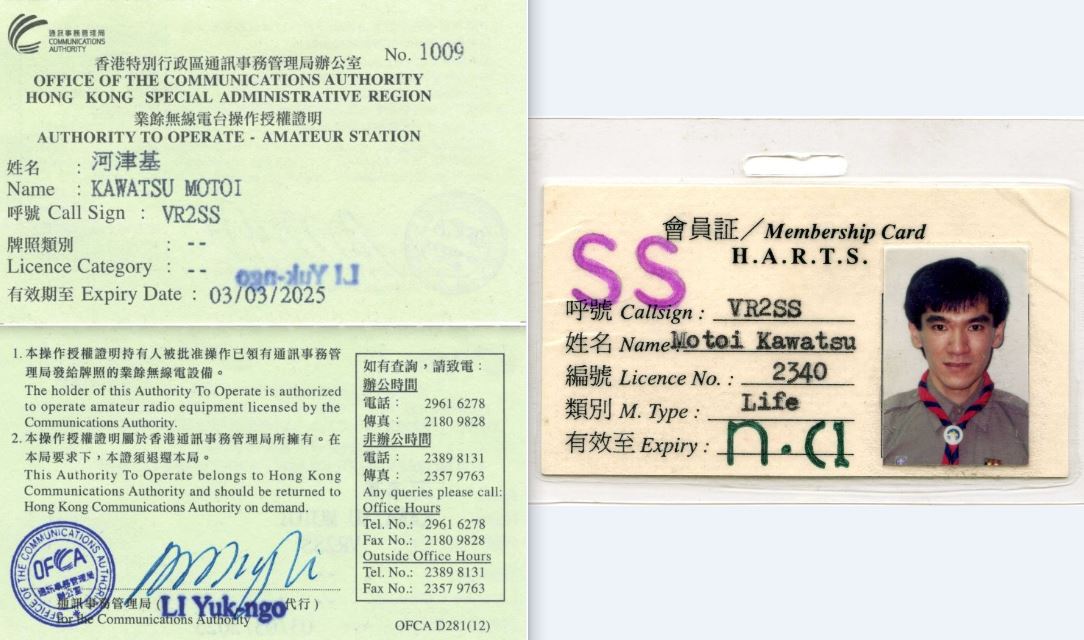 通訊事務管理局
COMMUNICATIONS
AUTHORITY
No. 1009
香港特別行政區通訊事務管理局辦公室
OFFICE OF THE COMMUNICATIONS AUTHORITY
HONG KONG SPECIAL ADMINISTRATIVE REGION
業餘無線電台操作授權證明
AUTHORITY TO OPERATE - AMATEUR STATION
姓名 : 河津基
Name : KAWATSU MOTOI
呼號 Call Sign : VR2SS
牌照類別 : --
Licence Category : --
LI Yuk-ngo
有效期至 Expiry Date : 03/03/2025
1. 本操作授權證明持有人被批准操作已領有通訊事務管
理局發給牌照的業餘無線電設備。
The holder of this Authority To Operate is authorized
to operate amateur radio equipment licensed by the
Communications Authority.
2. 本操作授權證明屬於香港通訊事務管理局所擁有。在
本局要求下，本證須退還本局。
This Authority To Operate belongs to Hong Kong
Communications Authority and should be returned to
Hong Kong Communications Authority on demand.
OFFICE OF THE COMMUNICATIONS AUTHORITY
OFCA
通訊事務管理局
辦公室
通訊事務管理局 (LI Yuk-ngo 代行)
for the Communications Authority
如有查詢，請致電：
辦公時間
電話： 2961 6278
傳真： 2180 9828
非辦公時間
電話： 2389 8131
傳真： 2357 9763
Any queries please call:
Office Hours
Tel. No.: 2961 6278
Fax No.: 2180 9828
Outside Office Hours
Tel. No.: 2389 8131
Fax No.: 2357 9763
OFCA D281(12)
會員証／Membership Card
H.A.R.T.S.
SS
呼號 Callsign : VR2SS
姓名 Name: Motoi Kawatsu
編號 Licence No. : 2340
類別 M. Type : Life
有效至 Expiry : n.a